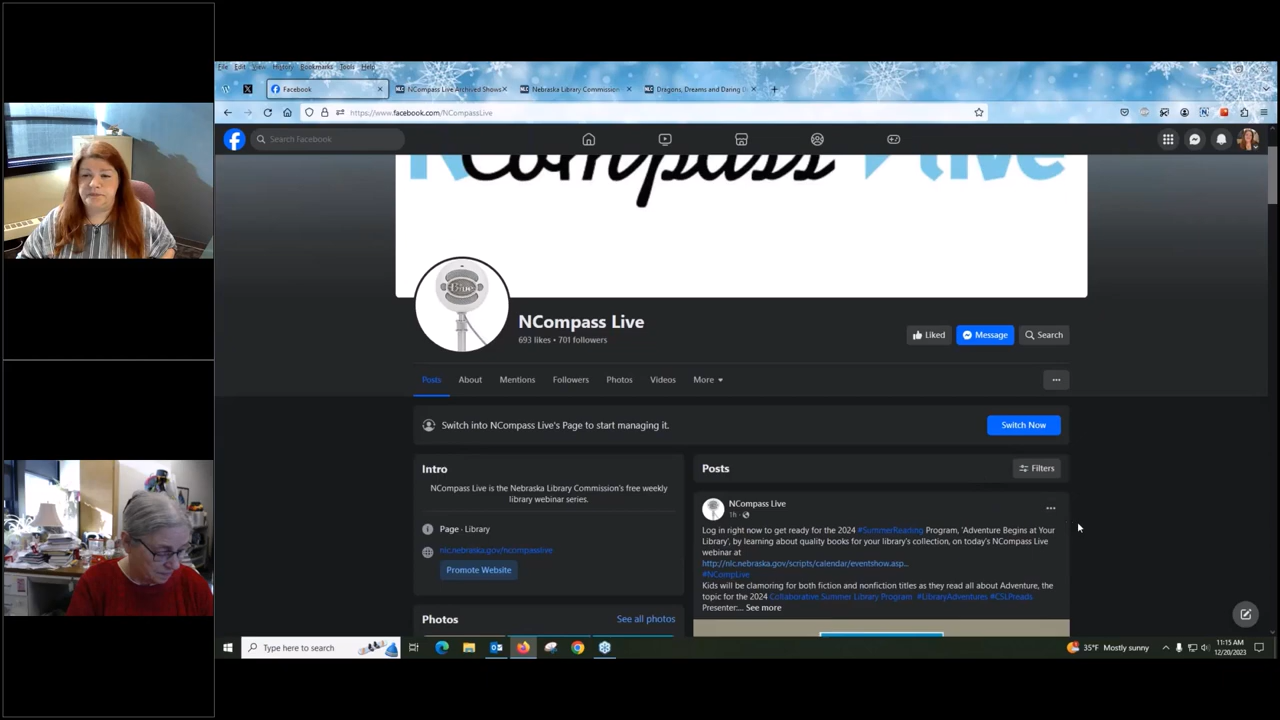 File Edit View History Bookmarks Tools Help
Facebook
NCompass Live Archived Shows
Nebraska Library Commission
Dragons, Dreams and Daring
https://www.facebook.com/NCompassLive
Search Facebook
NCompass live
Blue
NCompass Live
693 likes • 701 followers
Liked
Message
Search
Posts
About
Mentions
Followers
Photos
Videos
More
Switch into NCompass Live's Page to start managing it.
Switch Now
Intro
NCompass Live is the Nebraska Library Commission's free weekly
library webinar series.
Page · Library
nlc.nebraska.gov/ncompasslive
Promote Website
Photos
See all photos
Posts
Filters
NCompass Live
1h ·
Log in right now to get ready for the 2024 #SummerReading Program, 'Adventure Begins at Your
Library', by learning about quality books for your library's collection, on today's NCompass Live
webinar at
http://nlc.nebraska.gov/scripts/calendar/eventshow.asp...
#NCompLive
Kids will be clamoring for both fiction and nonfiction titles as they read all about Adventure, the
topic for the 2024 Collaborative Summer Library Program #LibraryAdventures #CSLPreads
Presenter:... See more
Type here to search
35°F Mostly sunny
11:15 AM
12/20/2023